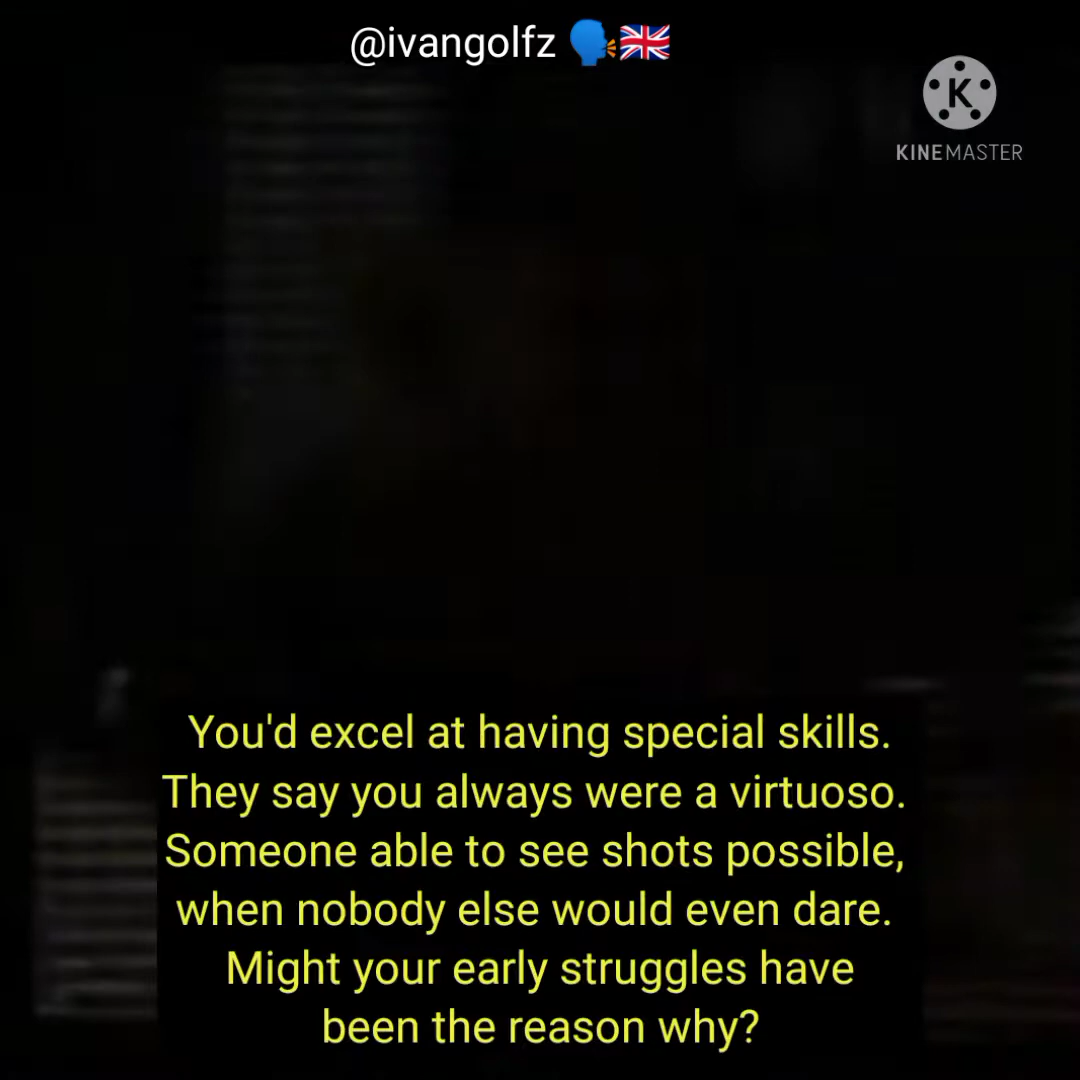 @ivangolfz 🗣️🇬🇧
K
KINEMASTER
You'd excel at having special skills.
They say you always were a virtuoso.
Someone able to see shots possible,
when nobody else would even dare.
Might your early struggles have
been the reason why?